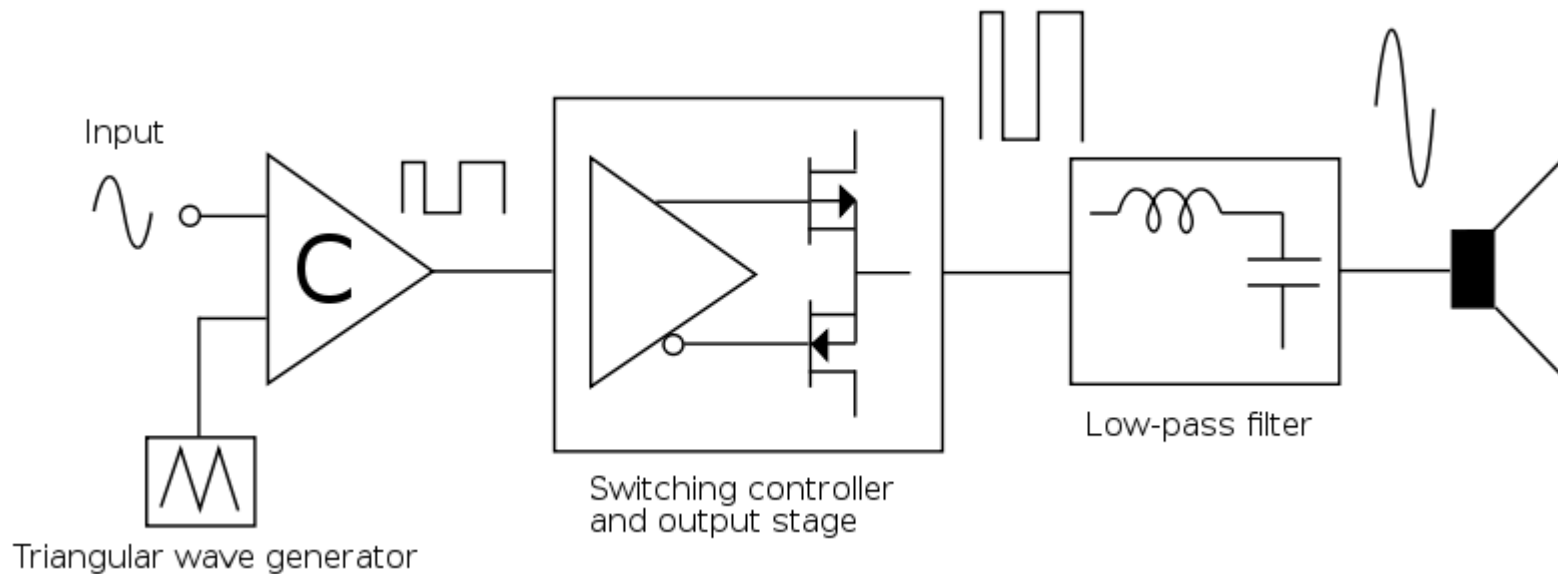 Input
C
Triangular wave generator
Switching controller
and output stage
Low-pass filter